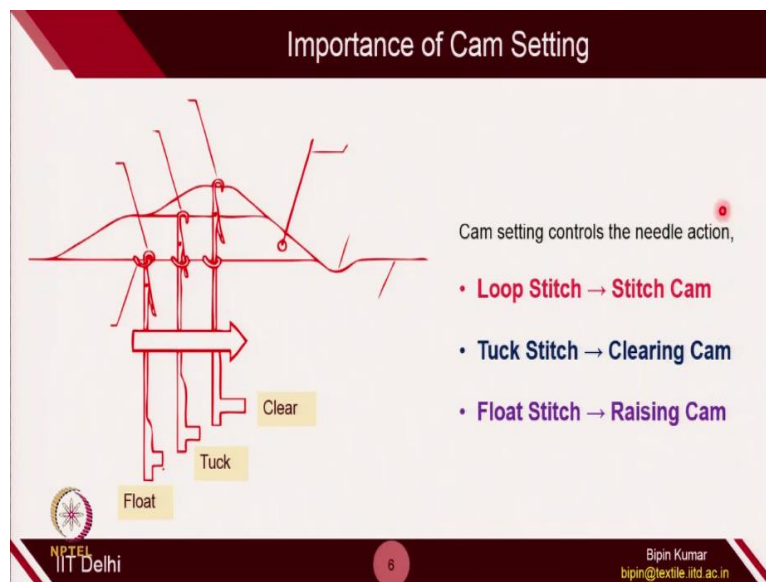 Importance of Cam Setting
Cam setting controls the needle action,
• Loop Stitch → Stitch Cam
• Tuck Stitch → Clearing Cam
• Float Stitch → Raising Cam
Clear
Tuck
Float
NPTEL
IIT Delhi
6
Bipin Kumar
bipin@textile.iitd.ac.in